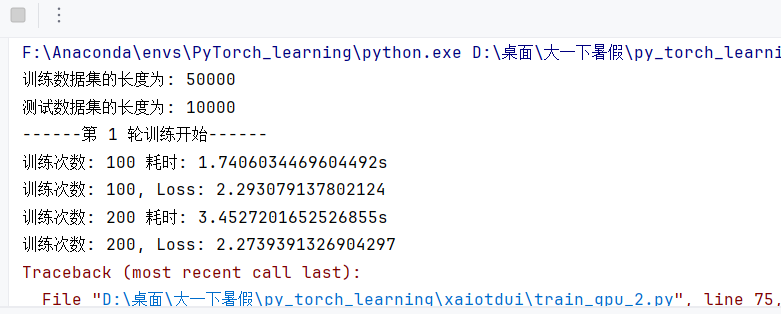 F:\Anaconda\envs\PyTorch_learning\python.exe D:\桌面\大一下暑假\py_torch_learni
训练数据集的长度为: 50000
测试数据集的长度为: 10000
------第 1 轮训练开始------
训练次数: 100 耗时: 1.7406034469604492s
训练次数: 100, Loss: 2.293079137802124
训练次数: 200 耗时: 3.4527201652526855s
训练次数: 200, Loss: 2.2739391326904297
Traceback (most recent call last):
  File "D:\桌面\大一下暑假\py_torch_learning\xaiotdui\train_gpu_2.py", line 75,